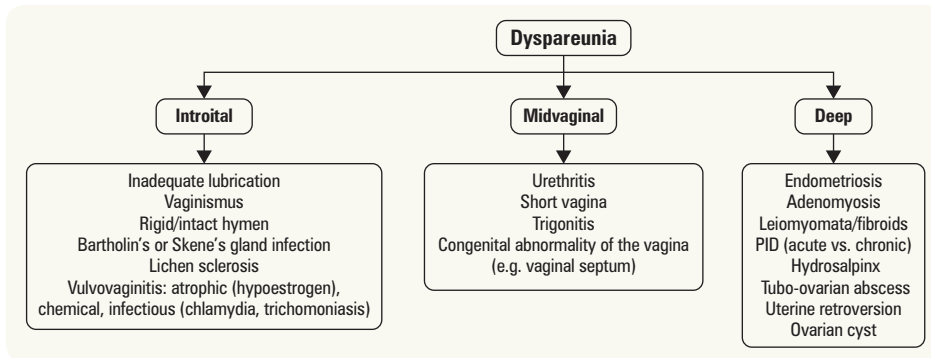 Dyspareunia
Introital
Midvaginal
Deep
Inadequate lubrication
Vaginismus
Rigid/intact hymen
Bartholin's or Skene's gland infection
Lichen sclerosis
Vulvovaginitis: atrophic (hypoestrogen),
chemical, infectious (chlamydia, trichomoniasis)
Urethritis
Short vagina
Trigonitis
Congenital abnormality of the vagina
(e.g. vaginal septum)
Endometriosis
Adenomyosis
Leiomyomata/fibroids
PID (acute vs. chronic)
Hydrosalpinx
Tubo-ovarian abscess
Uterine retroversion
Ovarian cyst